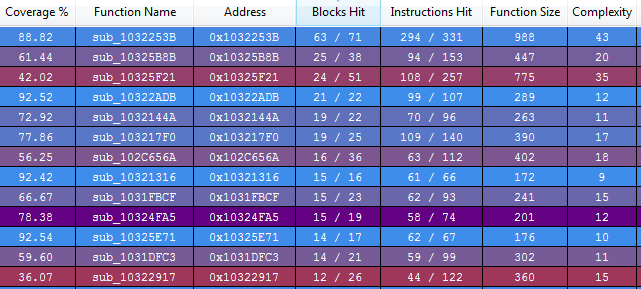 Coverage % Function Name Address Blocks Hit Instructions Hit Function Size Complexity
88.82 sub_1032253B 0x1032253B 63 / 71 294 / 331 988 43
61.44 sub_10325B8B 0x10325B8B 25 / 38 94 / 153 447 20
42.02 sub_10325F21 0x10325F21 24 / 51 108 / 257 775 35
92.52 sub_10322ADB 0x10322ADB 21 / 22 99 / 107 289 12
72.92 sub_1032144A 0x1032144A 19 / 22 70 / 96 263 11
77.86 sub_103217F0 0x103217F0 19 / 25 109 / 140 390 17
56.25 sub_102C656A 0x102C656A 16 / 36 63 / 112 402 18
92.42 sub_10321316 0x10321316 15 / 16 61 / 66 172 9
66.67 sub_1031FBCF 0x1031FBCF 15 / 23 62 / 93 241 15
78.38 sub_10324FA5 0x10324FA5 15 / 19 58 / 74 201 12
92.54 sub_10325E71 0x10325E71 14 / 17 62 / 67 176 10
59.60 sub_1031DFC3 0x1031DFC3 14 / 21 59 / 99 302 11
36.07 sub_10322917 0x10322917 12 / 26 44 / 122 360 15